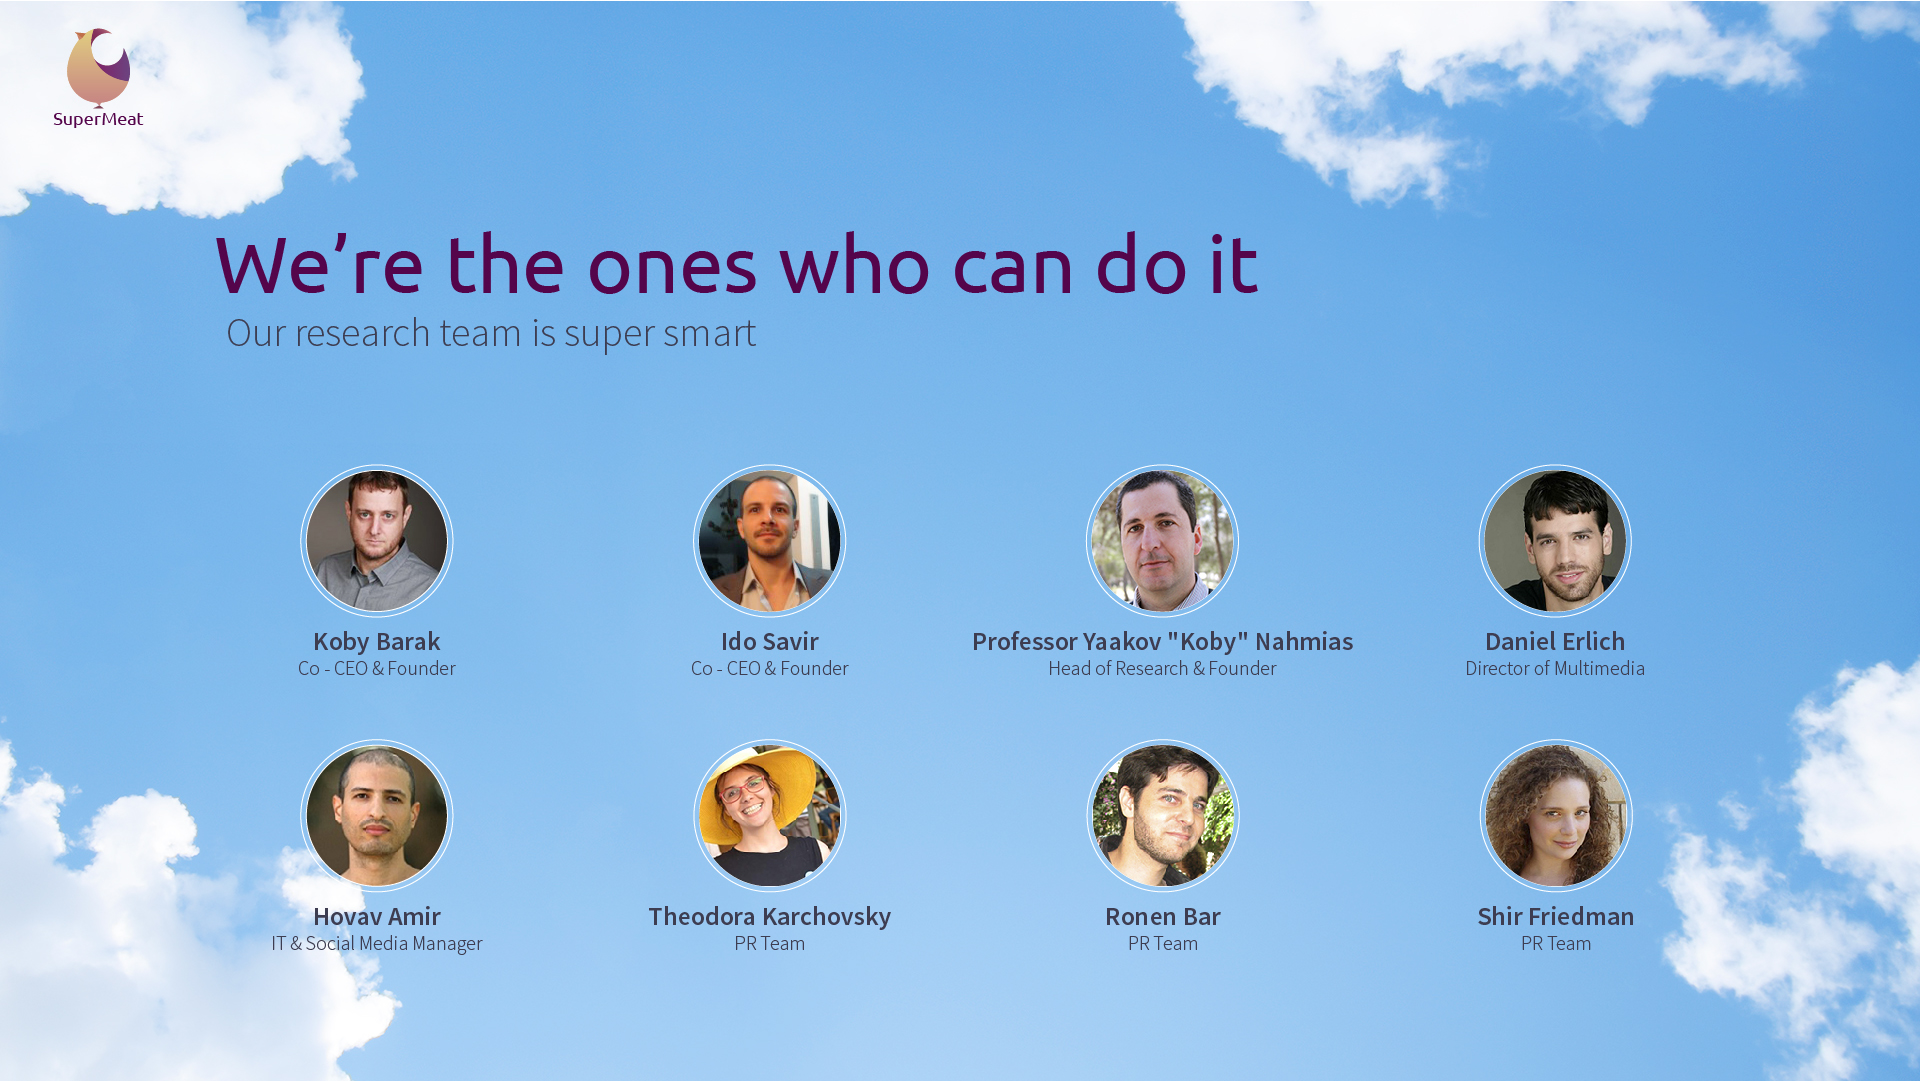 SuperMeat
We’re the ones who can do it
Our research team is super smart
Koby Barak
Co - CEO & Founder
Ido Savir
Co - CEO & Founder
Professor Yaakov "Koby" Nahmias
Head of Research & Founder
Daniel Erlich
Director of Multimedia
Hovav Amir
IT & Social Media Manager
Theodora Karchovsky
PR Team
Ronen Bar
PR Team
Shir Friedman
PR Team